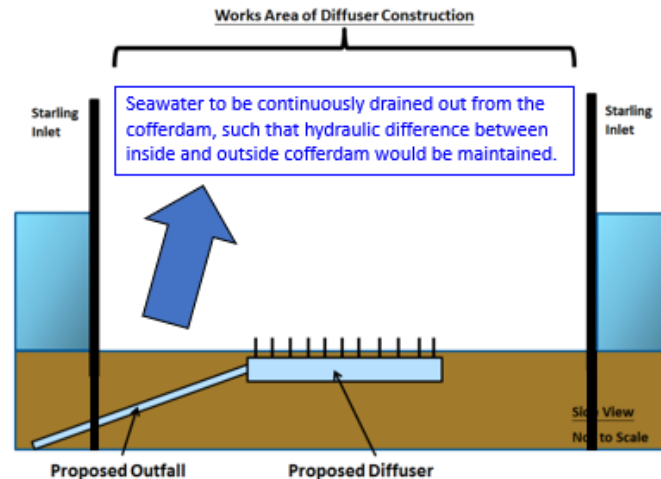 Works Area of Diffuser Construction
Starling
Inlet
Seawater to be continuously drained out from the
cofferdam, such that hydraulic difference between
inside and outside cofferdam would be maintained.
Starling
Inlet
Side View
Not to Scale
Proposed Outfall
Proposed Diffuser